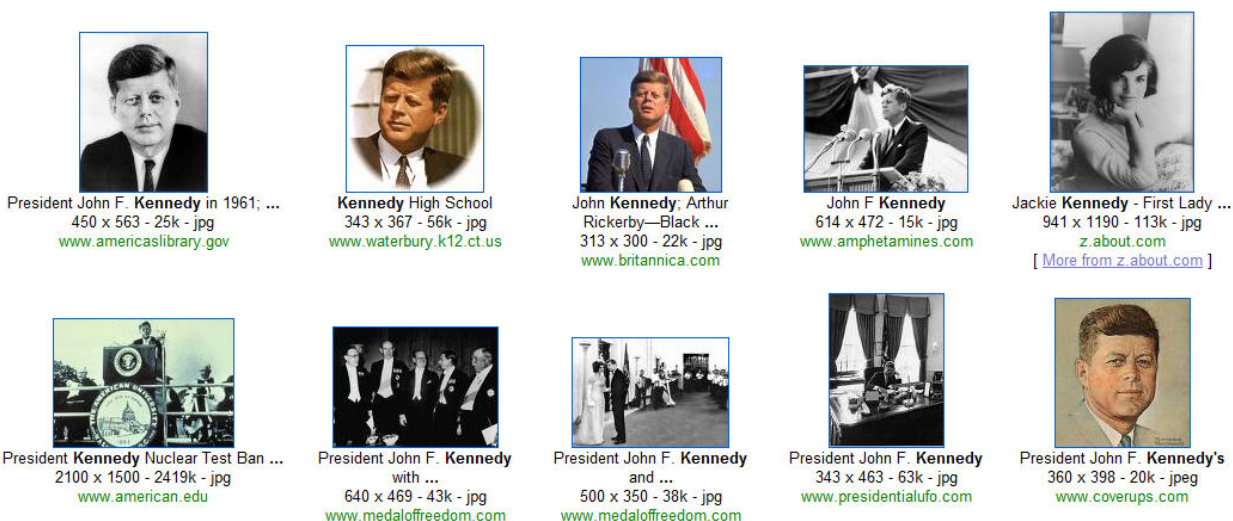 President John F. Kennedy in 1961; ...
450 x 563 - 25k - jpg
www.americaslibrary.gov
Kennedy High School
343 x 367 - 56k - jpg
www.waterbury.k12.ct.us
John Kennedy; Arthur
Rickerby—Black ...
313 x 300 - 22k - jpg
www.britannica.com
John F Kennedy
614 x 472 - 15k - jpg
www.amphetamines.com
Jackie Kennedy - First Lady ...
941 x 1190 - 113k - jpg
z.about.com
[ More from z.about.com ]
THE AMERICAN UNIVERSITY
President Kennedy Nuclear Test Ban ...
2100 x 1500 - 2419k - jpg
www.american.edu
President John F. Kennedy
with ...
640 x 469 - 43k - jpg
www.medaloffreedom.com
President John F. Kennedy
and ...
500 x 350 - 38k - jpg
www.medaloffreedom.com
President John F. Kennedy
343 x 463 - 63k - jpg
www.presidentialufo.com
President John F. Kennedy's
360 x 398 - 20k - jpeg
www.coverups.com